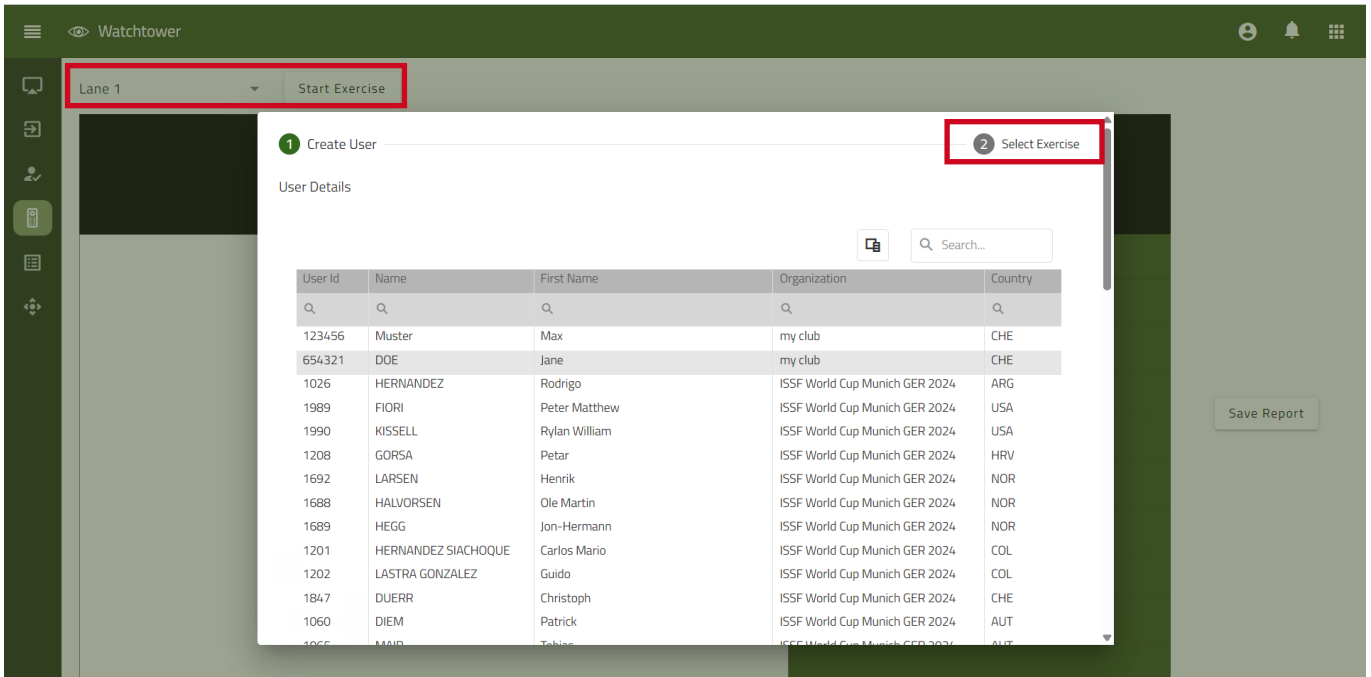 Watchtower
Lane 1 Start Exercise
1 Create User 2 Select Exercise
User Details
Search...
User Id Name First Name Organization Country
123456 Muster Max my club CHE
654321 DOE Jane my club CHE
1026 HERNANDEZ Rodrigo ISSF World Cup Munich GER 2024 ARG
1989 FIORI Peter Matthew ISSF World Cup Munich GER 2024 USA
1990 KISSELL Rylan William ISSF World Cup Munich GER 2024 USA
1208 GORSA Petar ISSF World Cup Munich GER 2024 HRV
Save Report
1692 LARSEN Henrik ISSF World Cup Munich GER 2024 NOR
1688 HALVORSEN Ole Martin ISSF World Cup Munich GER 2024 NOR
1689 HEGG Jon-Hermann ISSF World Cup Munich GER 2024 NOR
1201 HERNANDEZ SIACHOQUE Carlos Mario ISSF World Cup Munich GER 2024 COL
1202 LASTRA GONZALEZ Guido ISSF World Cup Munich GER 2024 COL
1847 DUERR Christoph ISSF World Cup Munich GER 2024 CHE
1060 DIEM Patrick ISSF World Cup Munich GER 2024 AUT
ISSF World Cup Munich GER 2024 AUT